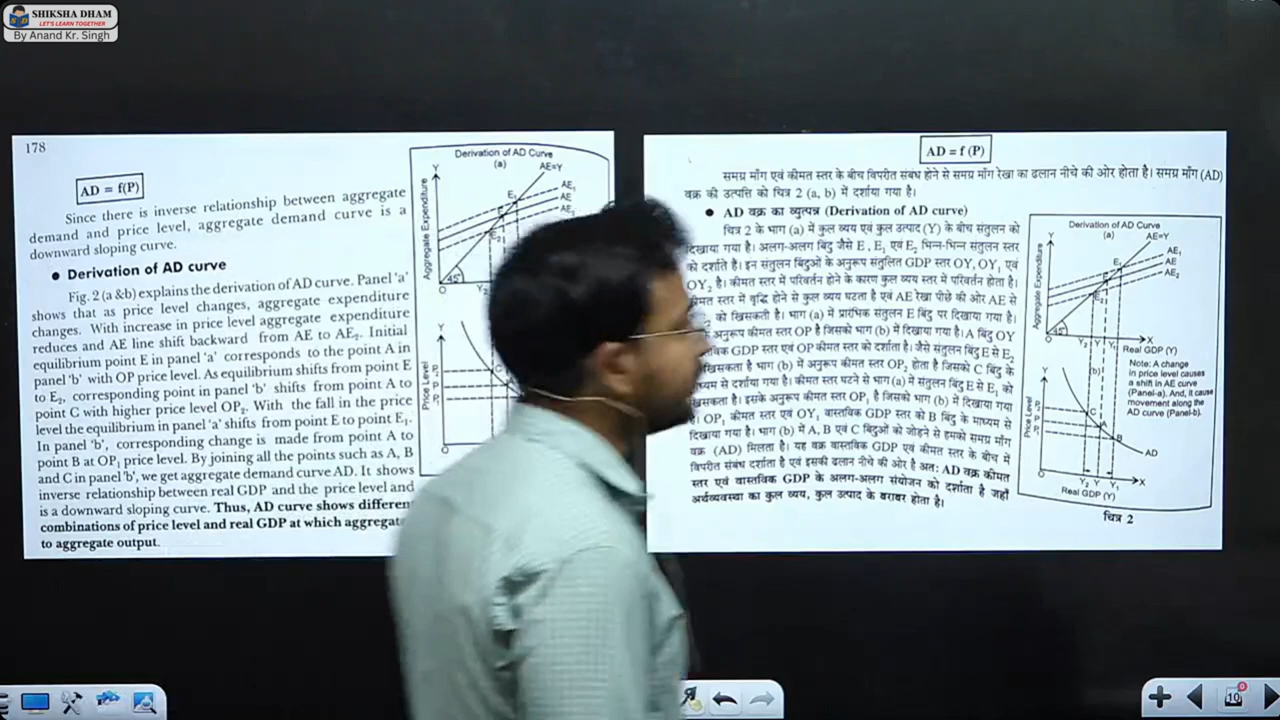 SHIKSHA DHAM
LET'S LEARN TOGETHER
By Anand Kr. Singh
178
AD = f(P)
Since there is inverse relationship between aggregate
demand and price level, aggregate demand curve is a
downward sloping curve.
• Derivation of AD curve
Fig. 2 (a &b) explains the derivation of AD curve. Panel 'a'
shows that as price level changes, aggregate expenditure
changes. With increase in price level aggregate expenditure
reduces and AE line shift backward from AE to AE₂. Initial
equilibrium point E in panel 'a' corresponds to the point A in
panel 'b' with OP price level. As equilibrium shifts from point E
to E₂, corresponding point in panel 'b' shifts from point A to
point C with higher price level OP₂. With the fall in the price
level the equilibrium in panel 'a' shifts from point E to point E₁.
In panel 'b', corresponding change is made from point A to
point B at OP₁ price level. By joining all the points such as A, B
and C in panel 'b', we get aggregate demand curve AD. It shows
inverse relationship between real GDP and the price level and
is a downward sloping curve. Thus, AD curve shows different
combinations of price level and real GDP at which aggregate
to aggregate output.
Derivation of AD Curve
(a)
Y
AE=Y
AE₁
AE
AE
E₁
E
E₂
Aggregate Expenditure
45°
O
Y₂
Y
Price Level
C
O
AD = f (P)
समग्र माँग एवं कीमत स्तर के बीच विपरीत संबंध होने से समग्र माँग रेखा का ढलान नीचे की ओर होता है। समग्र माँग (AD)
वक्र की उत्पत्ति को चित्र 2 (a, b) में दर्शाया गया है।
• AD वक्र का व्युत्पन्न (Derivation of AD curve)
चित्र 2 के भाग (a) में कुल व्यय एवं कुल उत्पाद (Y) के बीच संतुलन को
दिखाया गया है। अलग-अलग बिंदु जैसे E , E₁ एवं E₂ भिन्न-भिन्न संतुलन स्तर
को दर्शाते है। इन संतुलन बिंदुओं के अनुरूप संतुलित GDP स्तर OY, OY₁ एवं
OY₂ है। कीमत स्तर में परिवर्तन होने के कारण कुल व्यय स्तर में परिवर्तन होता है।
कीमत स्तर में वृद्धि होने से कुल व्यय घटता है एवं AE रेखा पीछे की ओर AE से
को खिसकती है। भाग (a) में प्रारंभिक संतुलन E बिंदु पर दिखाया गया है।
अनुरूप कीमत स्तर OP है जिसको भाग (b) में दिखाया गया है। A बिंदु OY
GDP स्तर एवं OP कीमत स्तर को दर्शाता है। जैसे संतुलन बिंदु E से E₂
खिसकता है भाग (b) में अनुरूप कीमत स्तर OP₂ होता है जिसको C बिंदु के
माध्यम से दर्शाया गया है। कीमत स्तर घटने से भाग (a) में संतुलन बिंदु E से E₁ को
खिसकता है। इसके अनुरूप कीमत स्तर OP₁ है जिसको भाग (b) में दिखाया गया
OP₁ कीमत स्तर एवं OY₁ वास्तविक GDP स्तर को B बिंदु के माध्यम से
दिखाया गया है। भाग (b) में A, B एवं C बिंदुओं को जोड़ने से हमको समग्र माँग
वक्र (AD) मिलता है। यह वक्र वास्तविक GDP एवं कीमत स्तर के बीच में
विपरीत संबंध दर्शाता है एवं इसकी ढलान नीचे की ओर है अत: AD वक्र कीमत
स्तर एवं वास्तविक GDP के अलग-अलग संयोजन को दर्शाता है जहाँ
अर्थव्यवस्था का कुल व्यय, कुल उत्पाद के बराबर होता है।
Derivation of AD Curve
(a)
Y
AE=Y
AE₁
AE
AE₂
E₁
E
E₂
Aggregate Expenditure
45°
O
Y₂ Y Y₁
X
Real GDP (Y)
(b)
Note: A change
in price level causes
a shift in AE curve
(Panel-a). And, it cause
movement along the
AD curve (Panel-b).
Y
Price Level
C
A
B
AD
O
Y₂ Y Y₁
X
Real GDP (Y)
चित्र 2
10